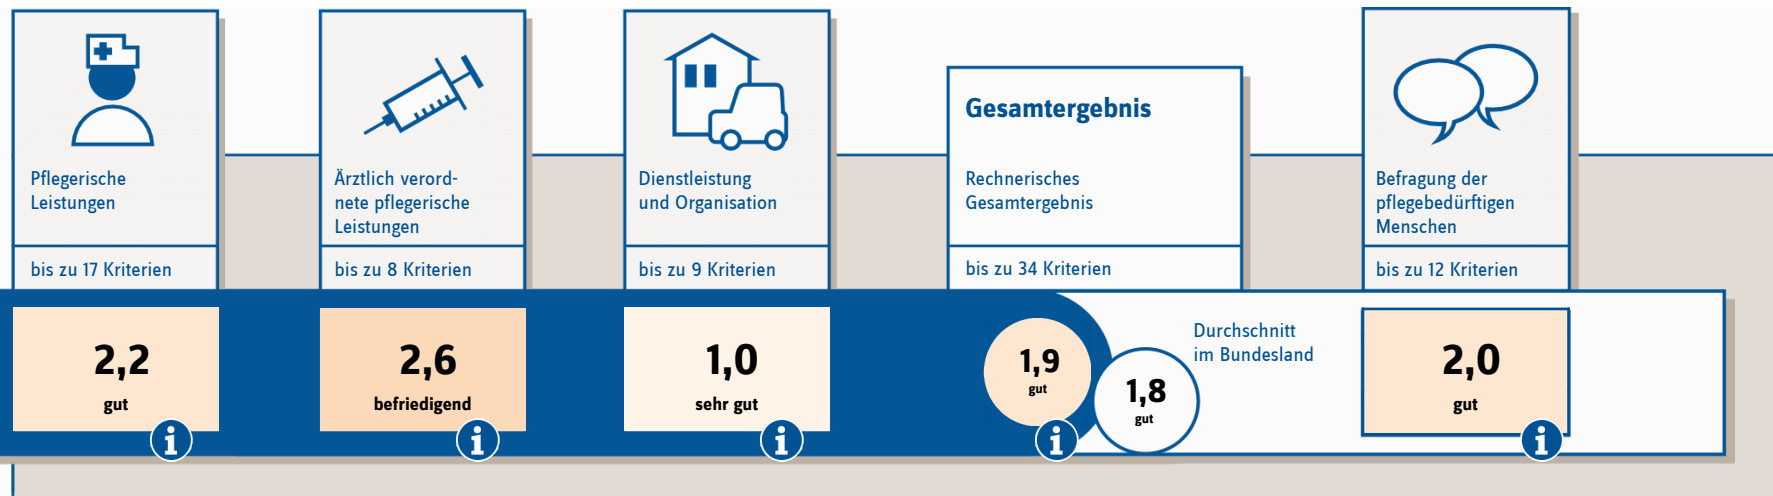 Pflegerische
Leistungen
bis zu 17 Kriterien
2,2
gut
i
Ärztlich verord-
nete pflegerische
Leistungen
bis zu 8 Kriterien
2,6
befriedigend
i
Dienstleistung
und Organisation
bis zu 9 Kriterien
1,0
sehr gut
i
Gesamtergebnis
Rechnerisches
Gesamtergebnis
bis zu 34 Kriterien
1,9
gut
i
Durchschnitt
im Bundesland
1,8
gut
Befragung der
pflegebedürftigen
Menschen
bis zu 12 Kriterien
2,0
gut
i